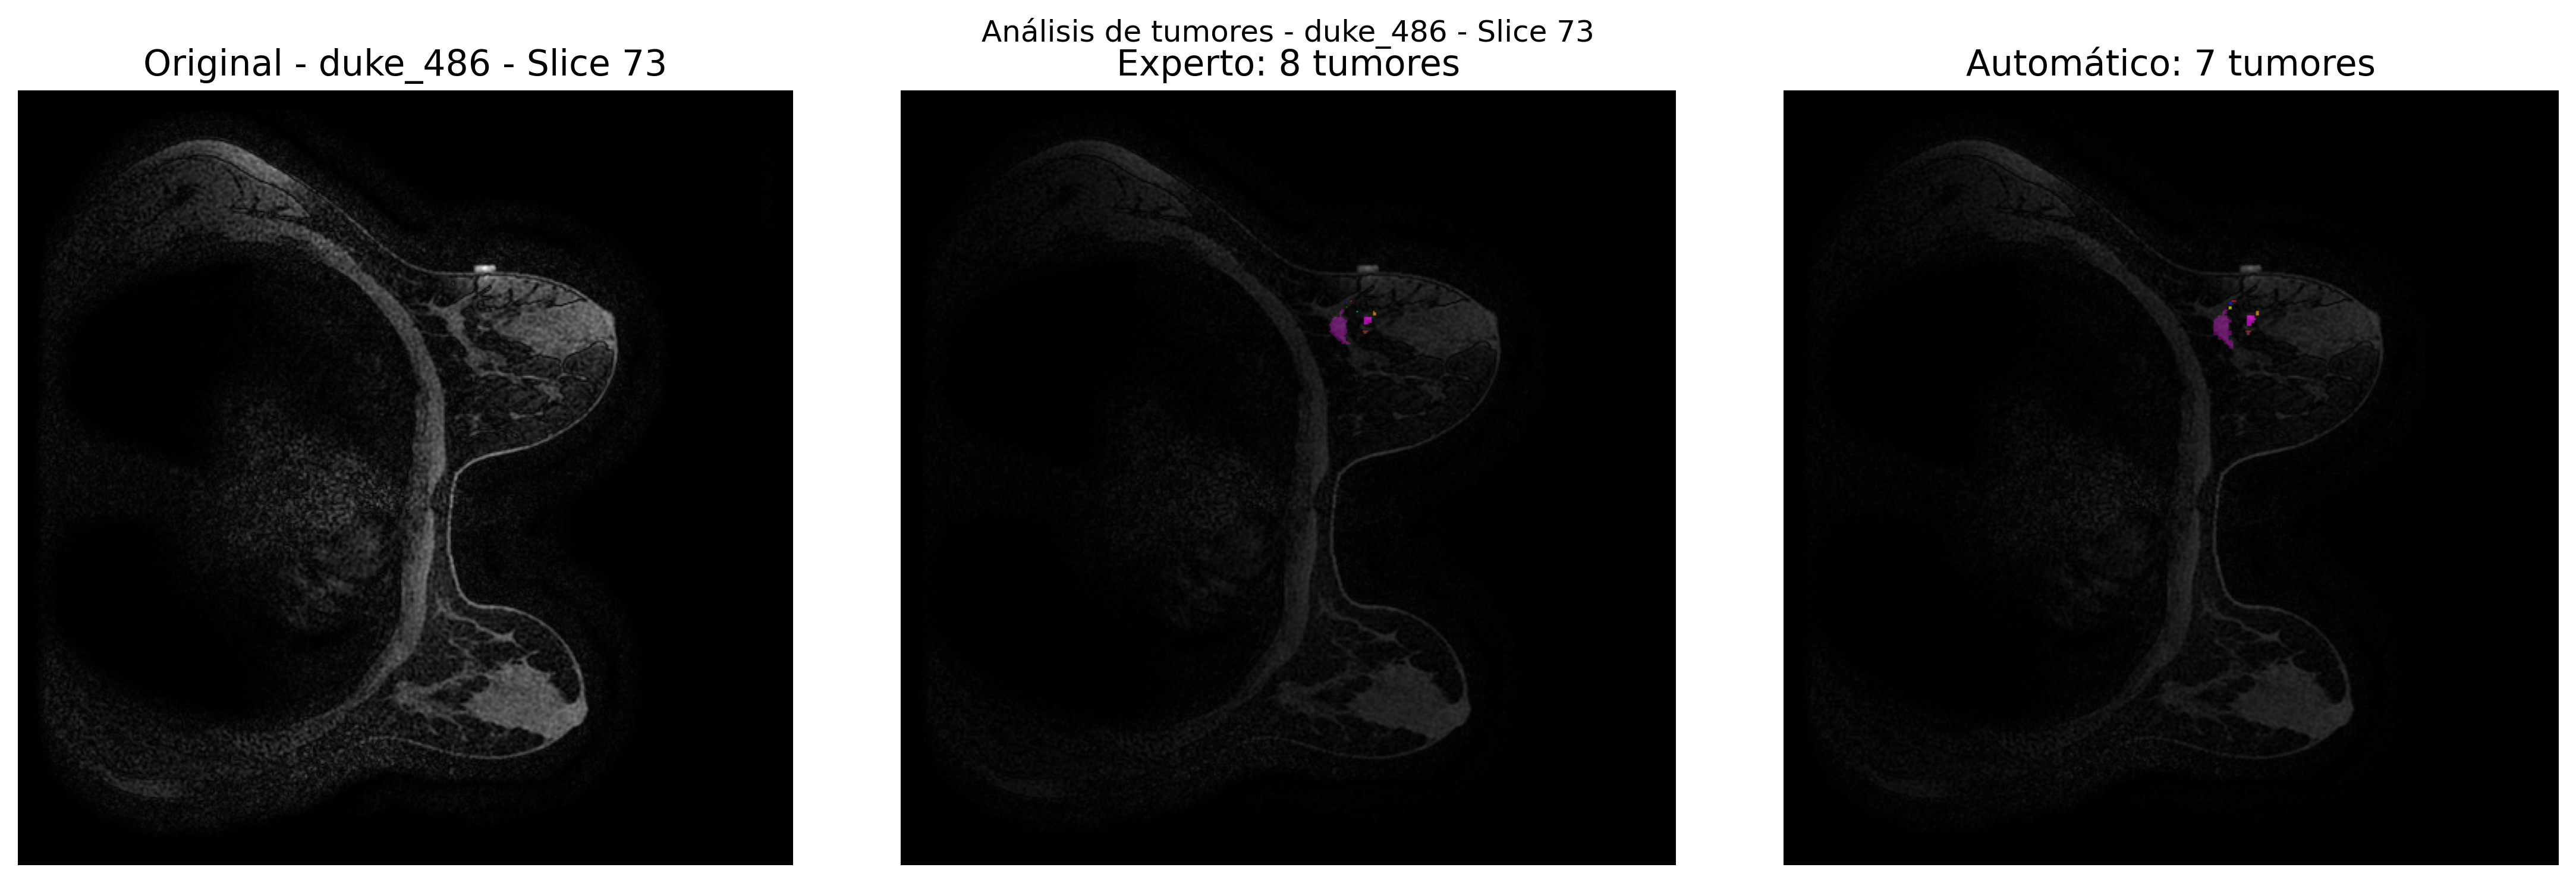 Análisis de tumores - duke_486 - Slice 73
Original - duke_486 - Slice 73
Experto: 8 tumores
Automático: 7 tumores